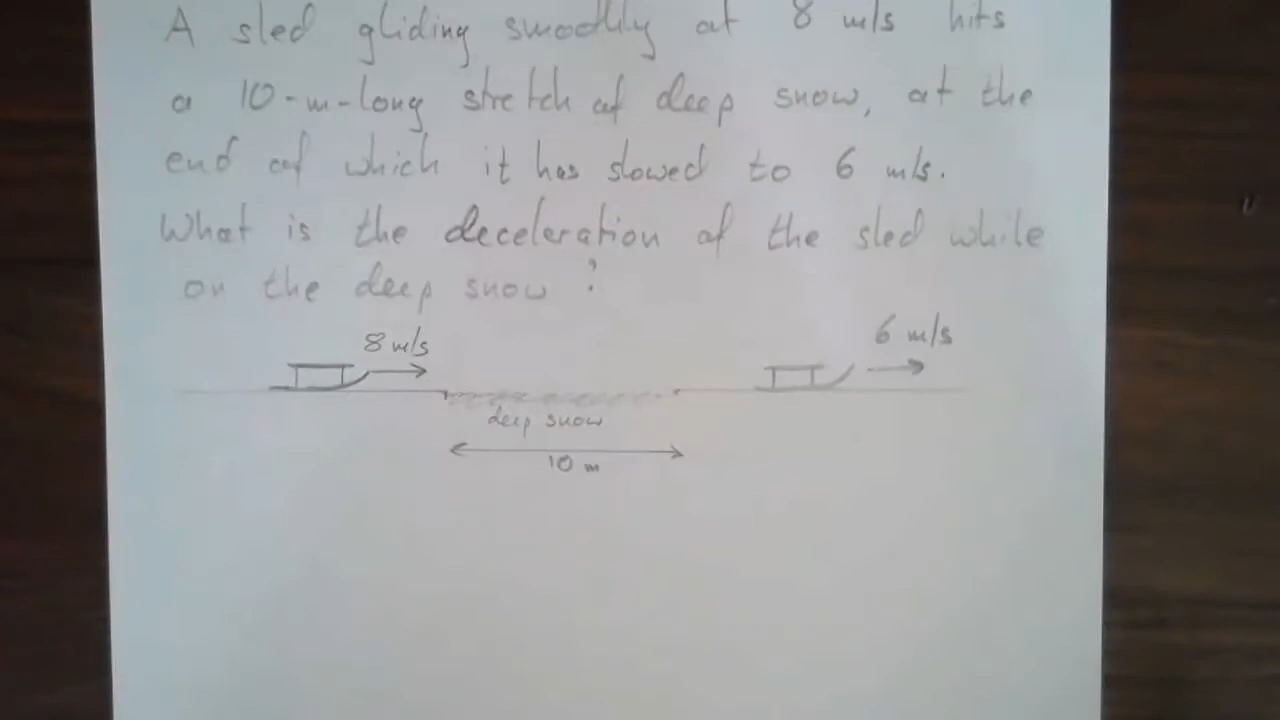 A sled gliding smoothly at 8 m/s hits
a 10-m-long stretch of deep snow, at the
end of which it has slowed to 6 m/s.
What is the deceleration of the sled while
on the deep snow?
8 m/s
6 m/s
deep snow
10 m